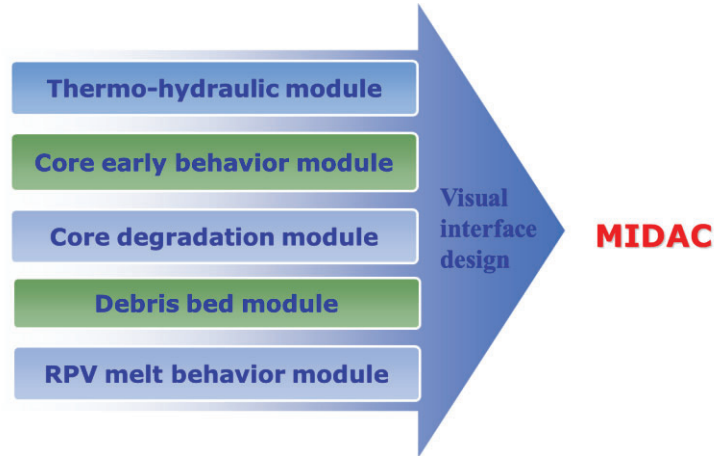 Thermo-hydraulic module
Core early behavior module
Core degradation module
Debris bed module
RPV melt behavior module
Visual
interface
design
MIDAC